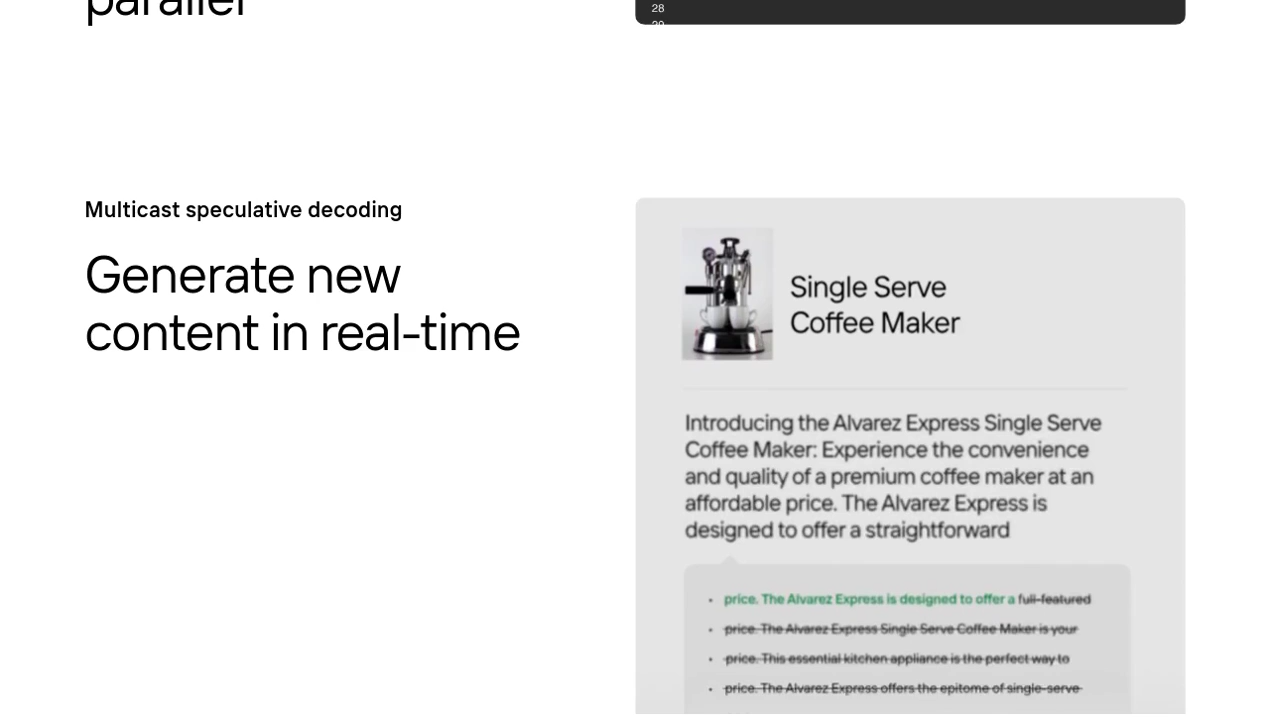 parallel
28
29
Multicast speculative decoding
Generate new
content in real-time
Single Serve
Coffee Maker
Introducing the Alvarez Express Single Serve
Coffee Maker: Experience the convenience
and quality of a premium coffee maker at an
affordable price. The Alvarez Express is
designed to offer a straightforward
• price. The Alvarez Express is designed to offer a full-featured
• price. The Alvarez Express Single Serve Coffee Maker is your
• price. This essential kitchen appliance is the perfect way to
• price. The Alvarez Express offers the epitome of single-serve